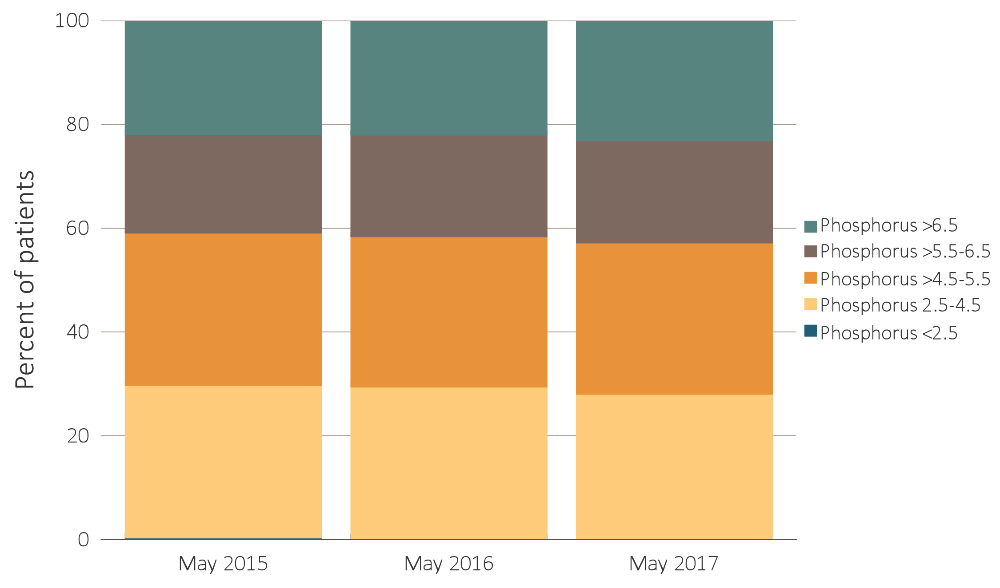 Percent of patients
100
80
60
40
20
0
May 2015
May 2016
May 2017
Phosphorus >6.5
Phosphorus >5.5-6.5
Phosphorus >4.5-5.5
Phosphorus 2.5-4.5
Phosphorus <2.5